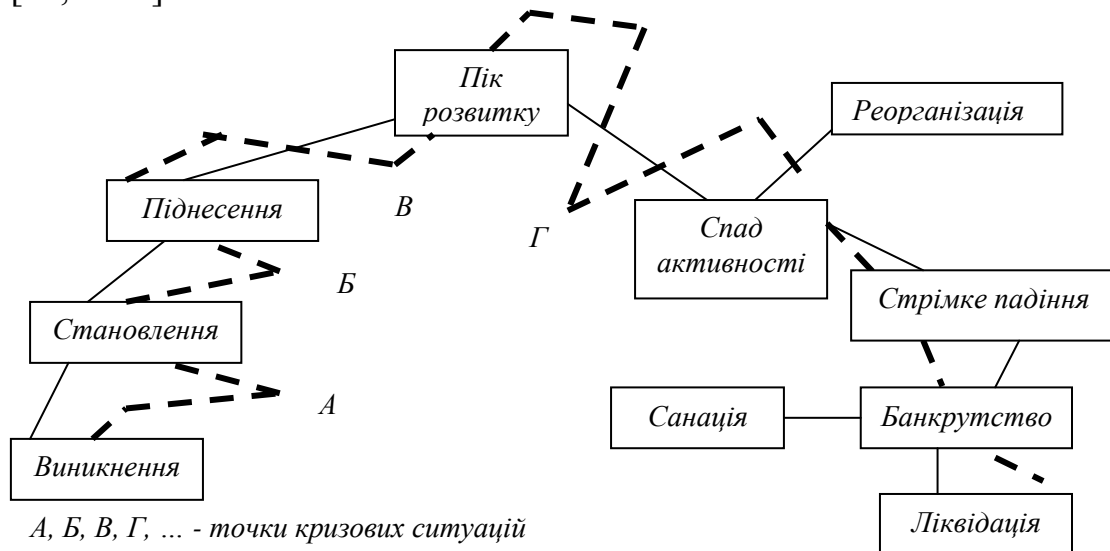 Пік
розвитку
Реорганізація
Піднесення
В
Г
Спад
активності
Б
Становлення
Стрімке падіння
А
Санація
Банкрутство
Виникнення
Ліквідація
А, Б, В, Г, ... - точки кризових ситуацій